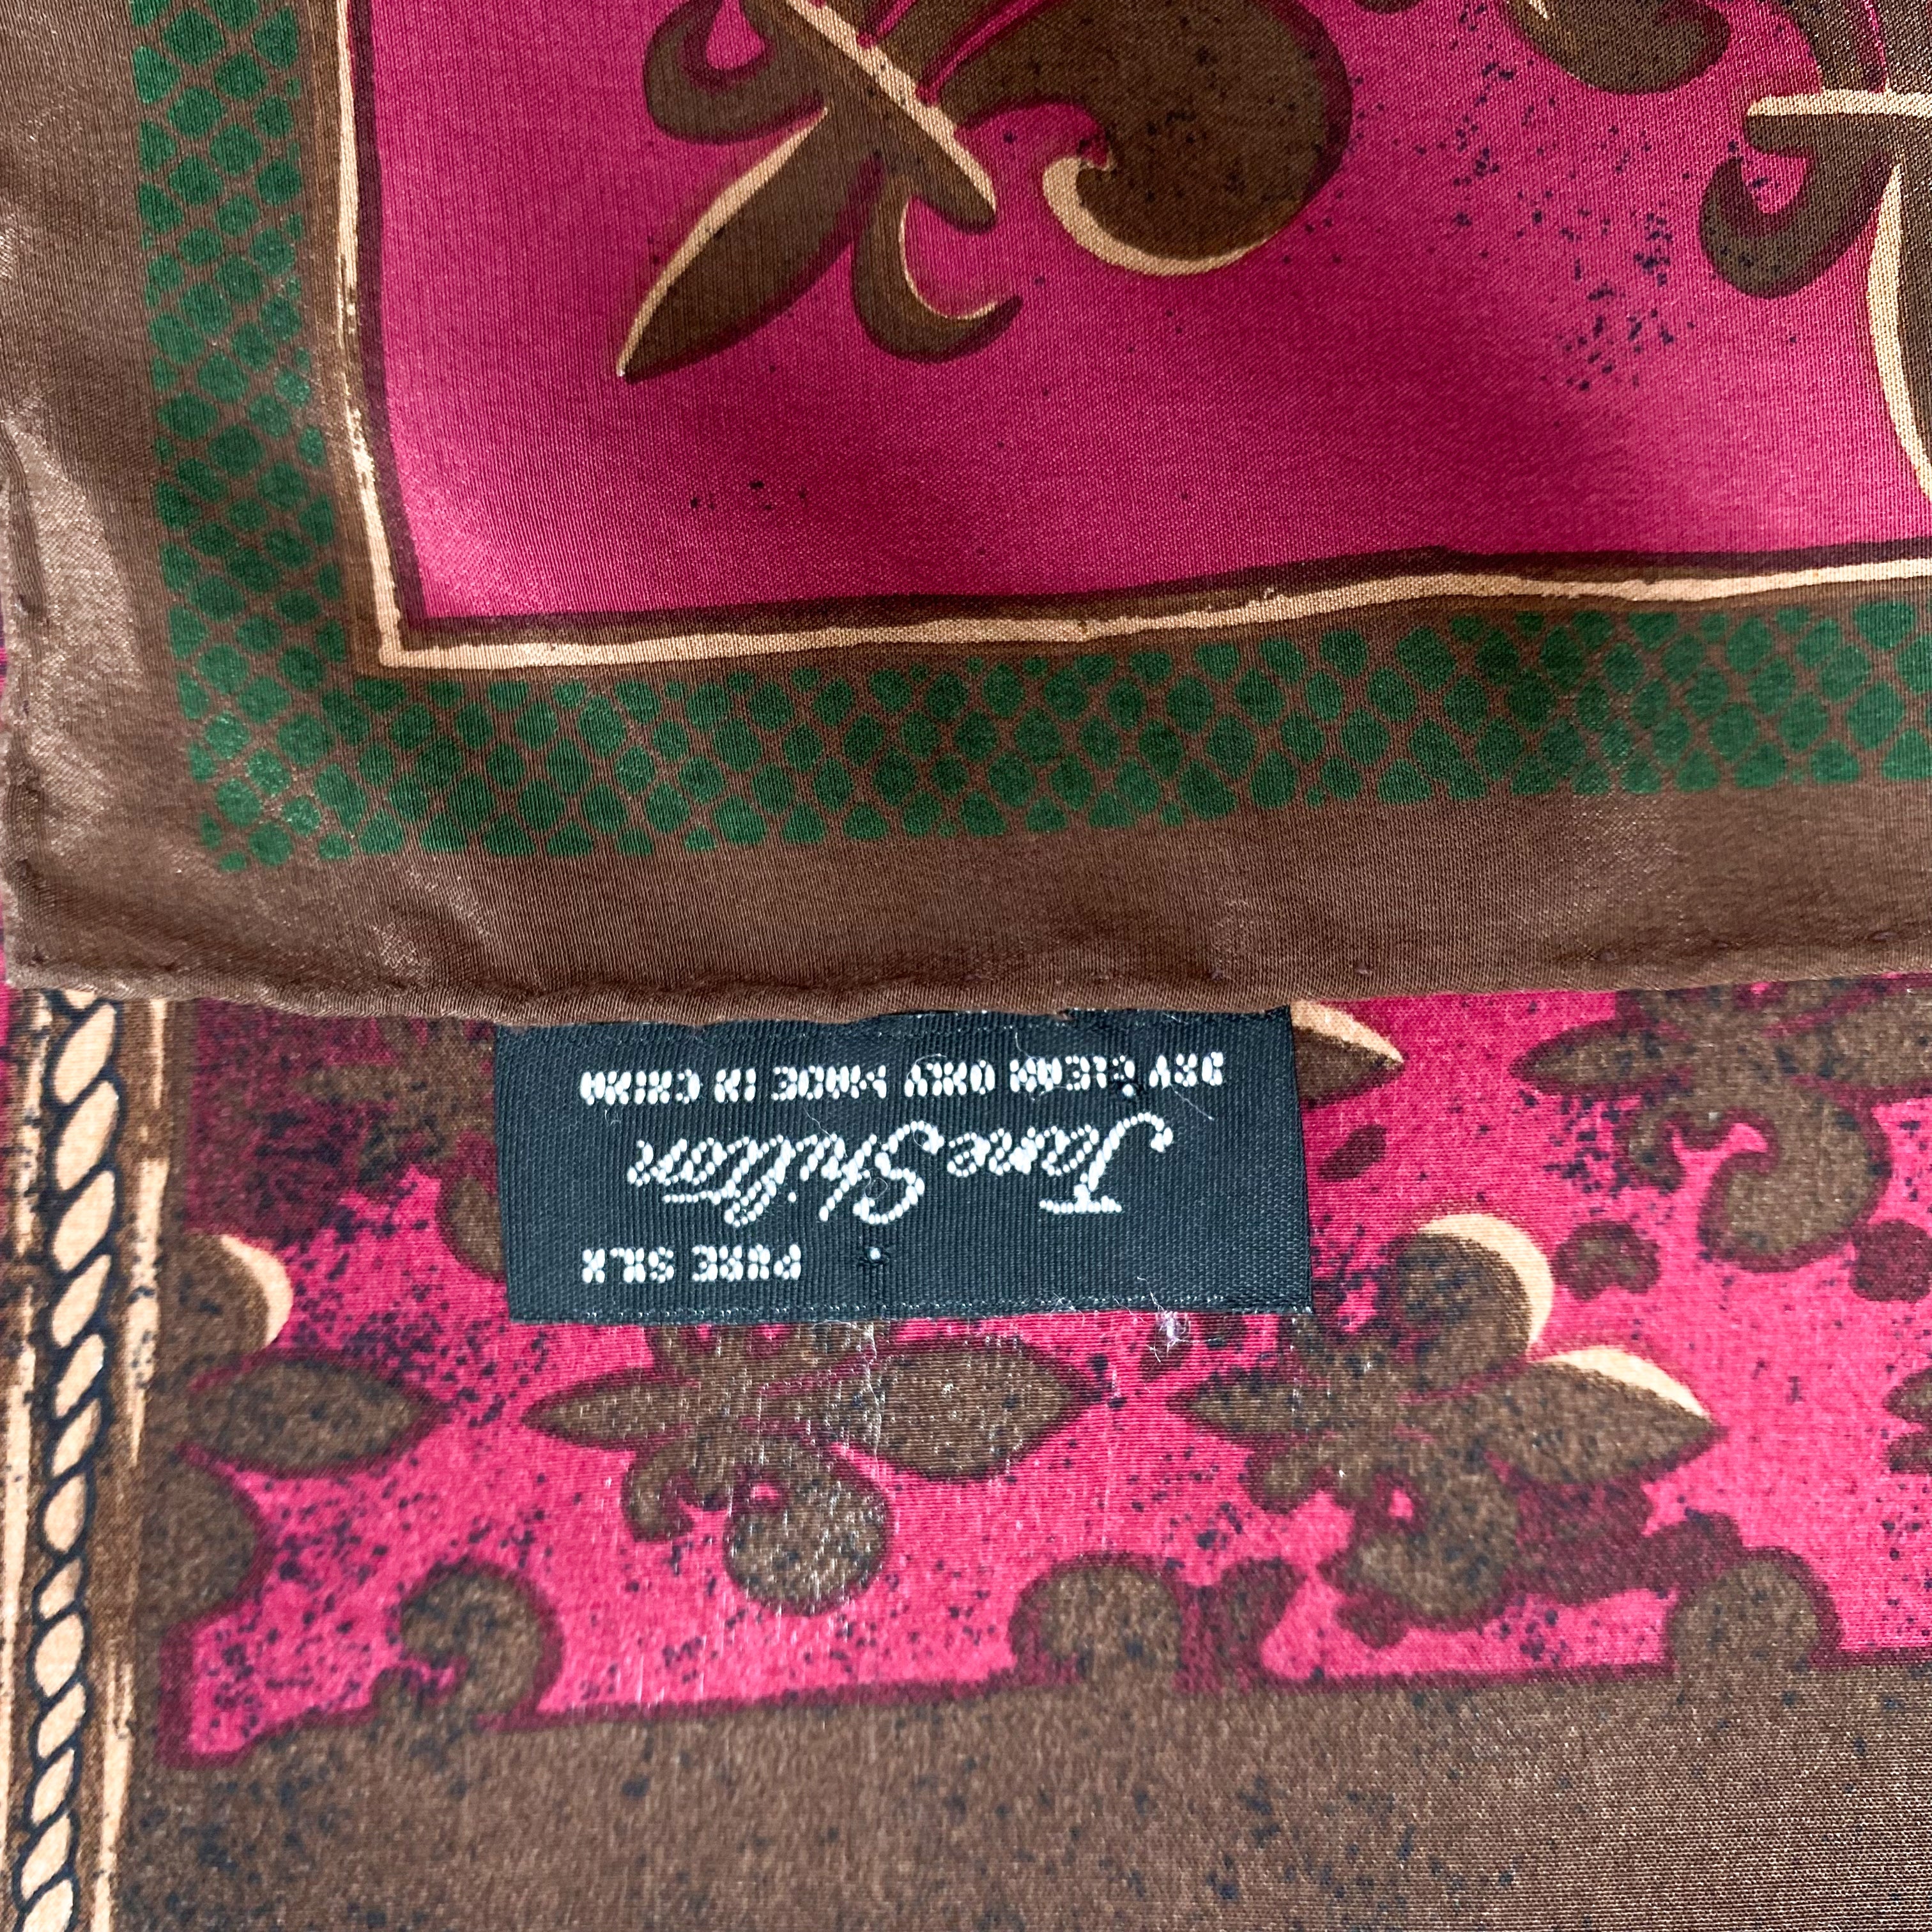 PURE SILK
Jane Shilton
DRY CLEAN ONLY MADE IN CHINA